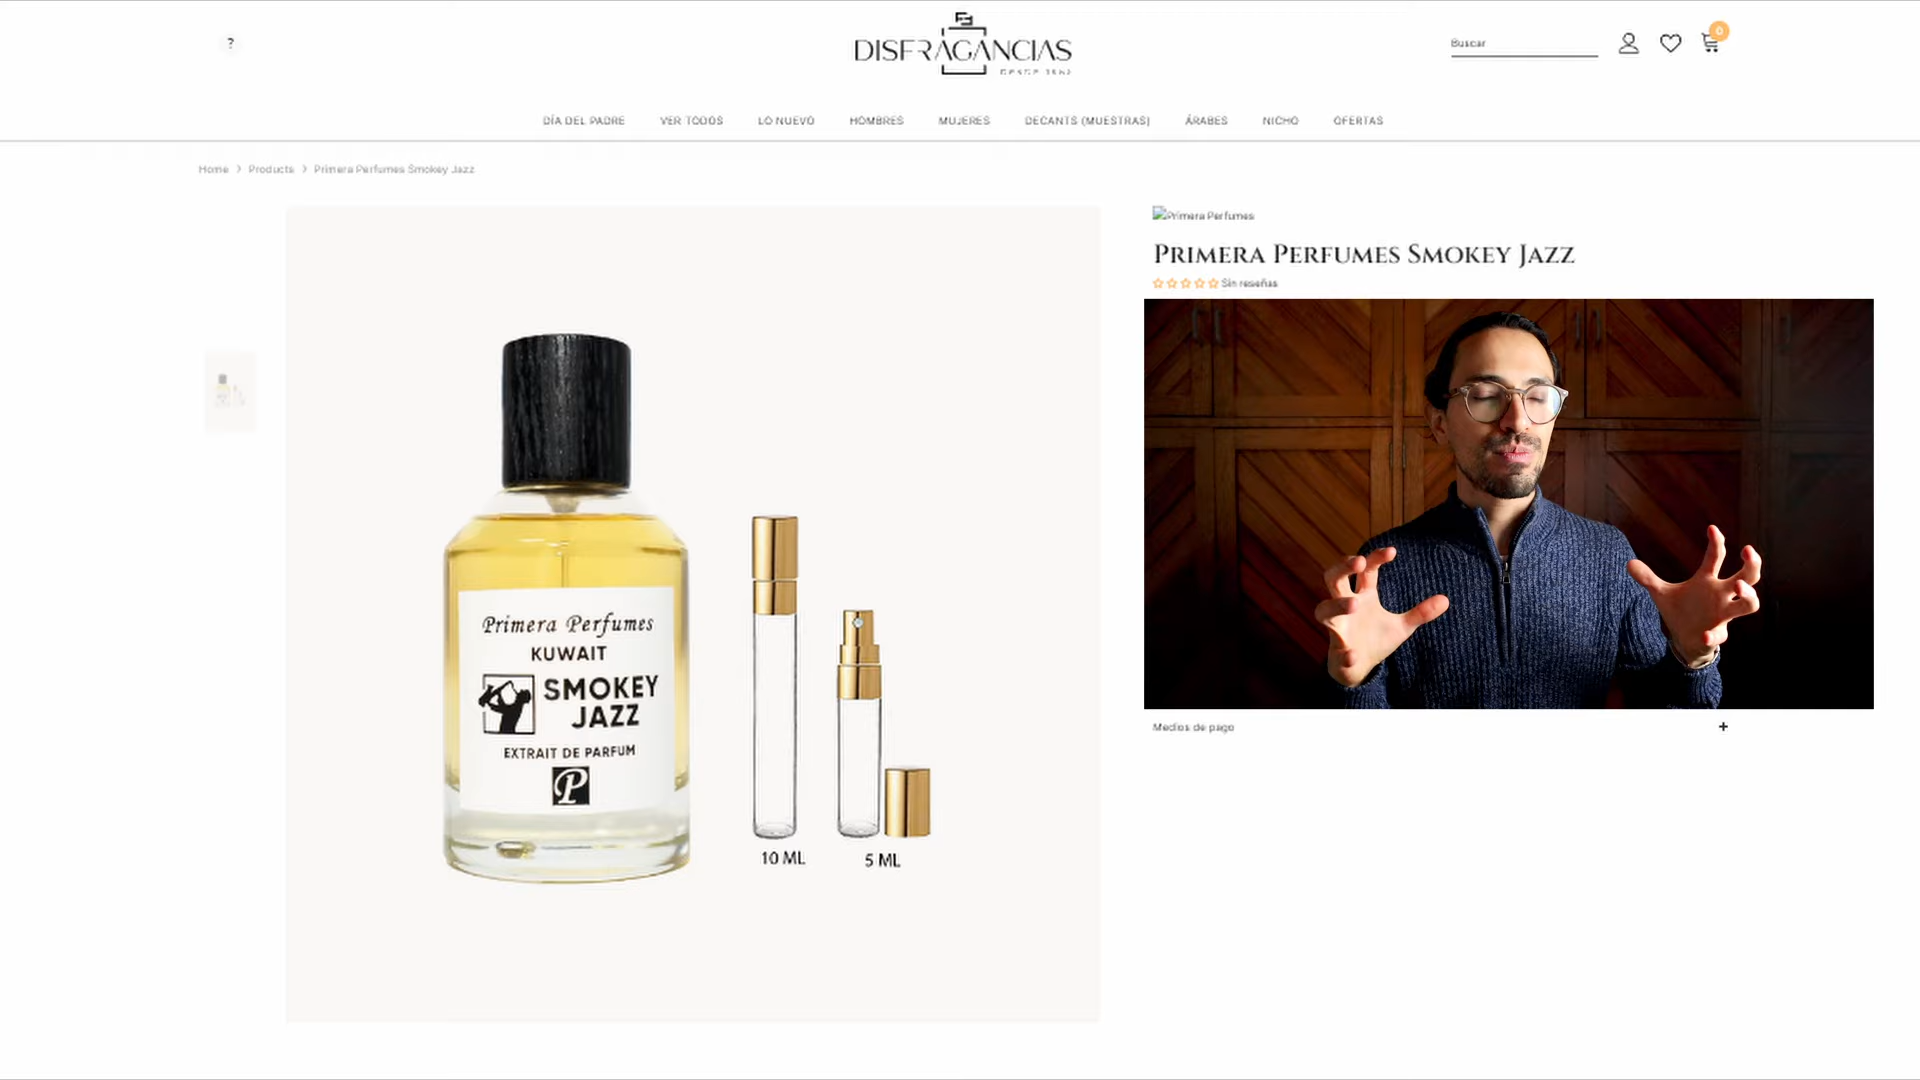 ?
DISFRAGANCIAS
Buscar
0
DÍA DEL PADRE VER TODOS LO NUEVO HOMBRES MUJERES DECANTS (MUESTRAS) ÁRABES NICHO OFERTAS
Home > Products > Primera Perfumes Smokey Jazz
Primera Perfumes
Primera Perfumes Smokey Jazz
Sin reseñas
Primera Perfumes
KUWAIT
SMOKEY
JAZZ
EXTRAIT DE PARFUM
P
10 ML
5 ML
Medios de pago +